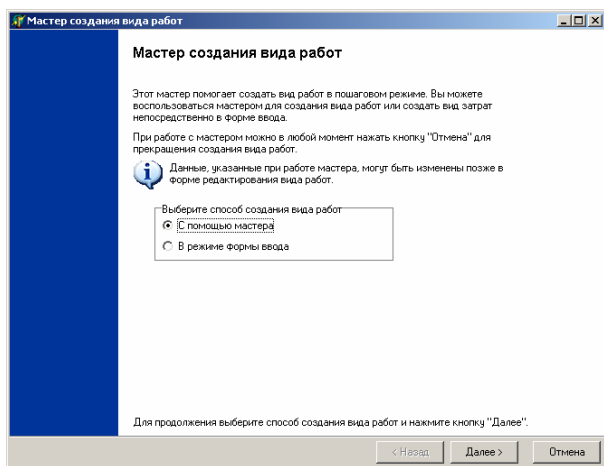 Мастер создания вида работ
Мастер создания вида работ
Этот мастер помогает создать вид работ в пошаговом режиме. Вы можете
воспользоваться мастером для создания вида работ или создать вид затрат
непосредственно в форме ввода.
При работе с мастером можно в любой момент нажать кнопку "Отмена" для
прекращения создания вида работ.
Данные, указанные при работе мастера, могут быть изменены позже в
форме редактирования вида работ.
Выберите способ создания вида работ
С помощью мастера
В режиме формы ввода
Для продолжения выберите способ создания вида работ и нажмите кнопку "Далее".
< Назад
Далее >
Отмена